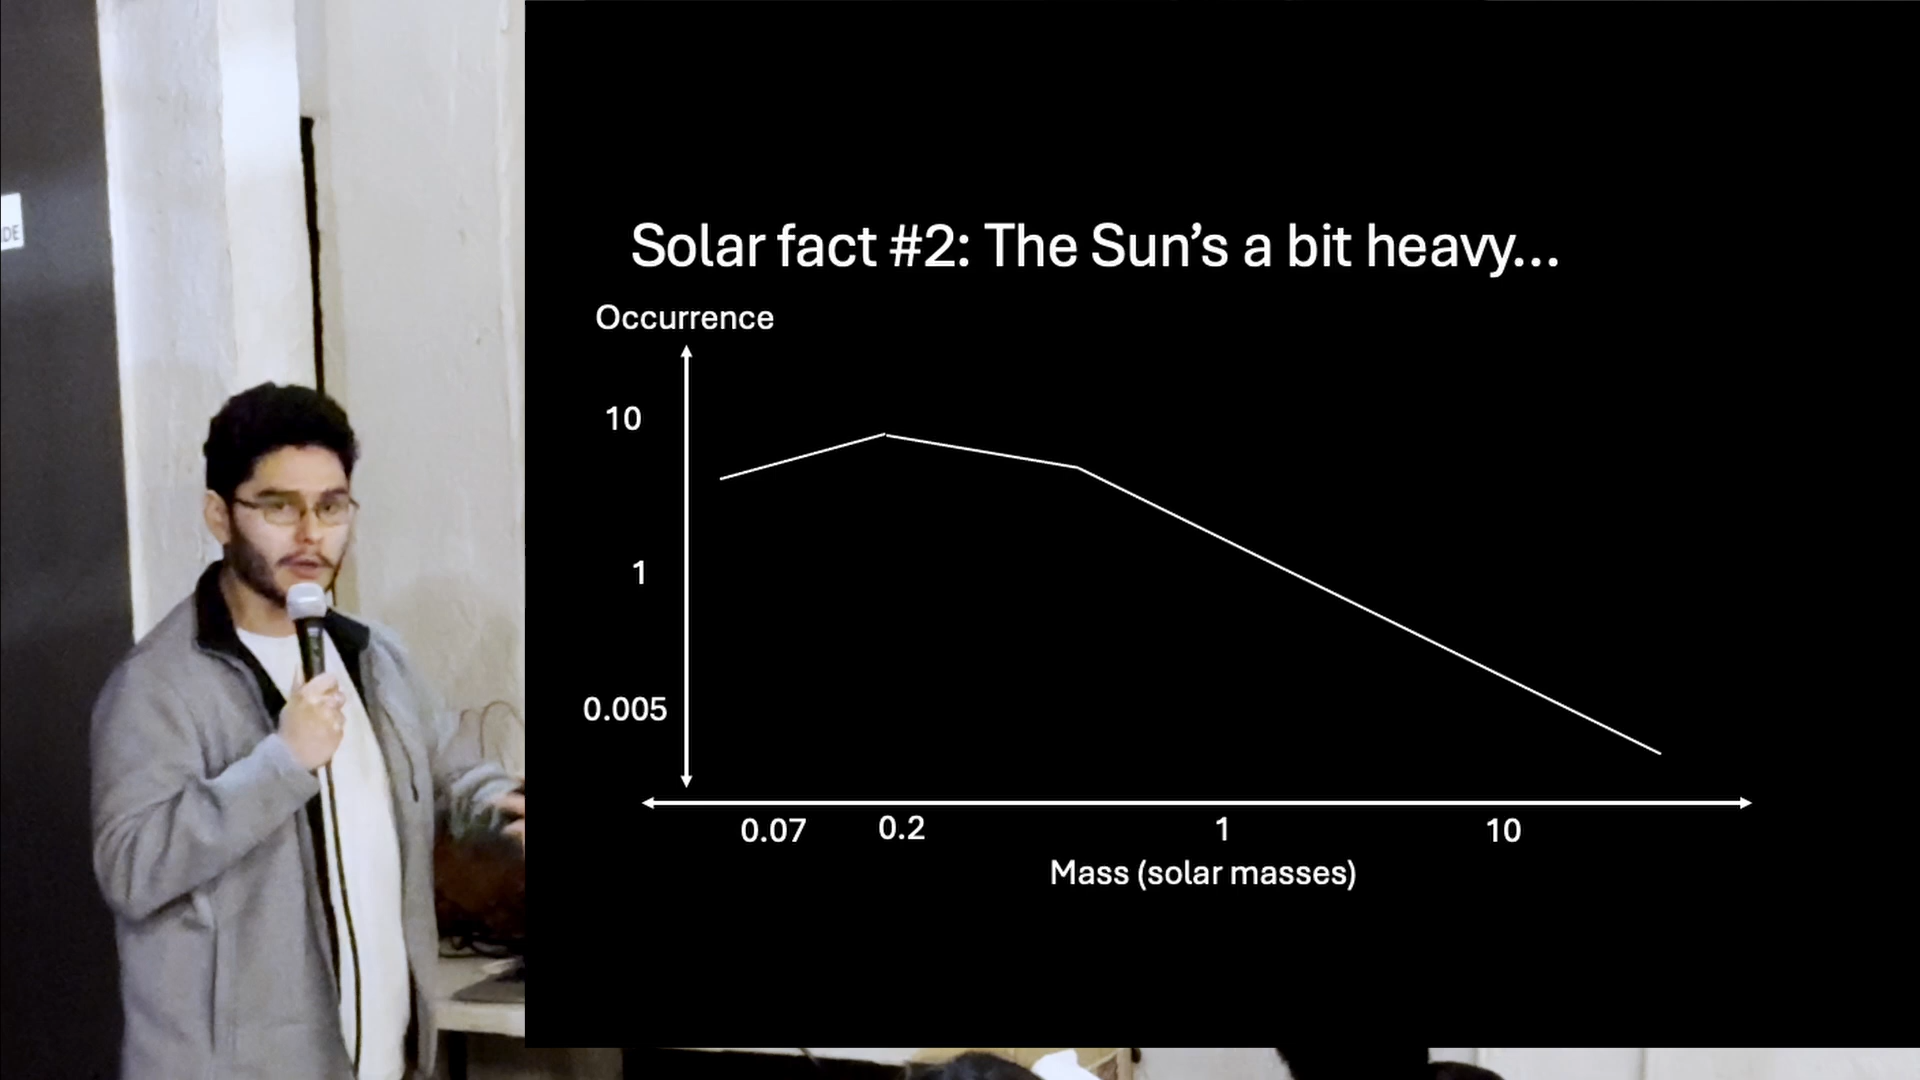 IDE
Solar fact #2: The Sun’s a bit heavy...
Occurrence
10
1
0.005
0.07 0.2 1 10
Mass (solar masses)